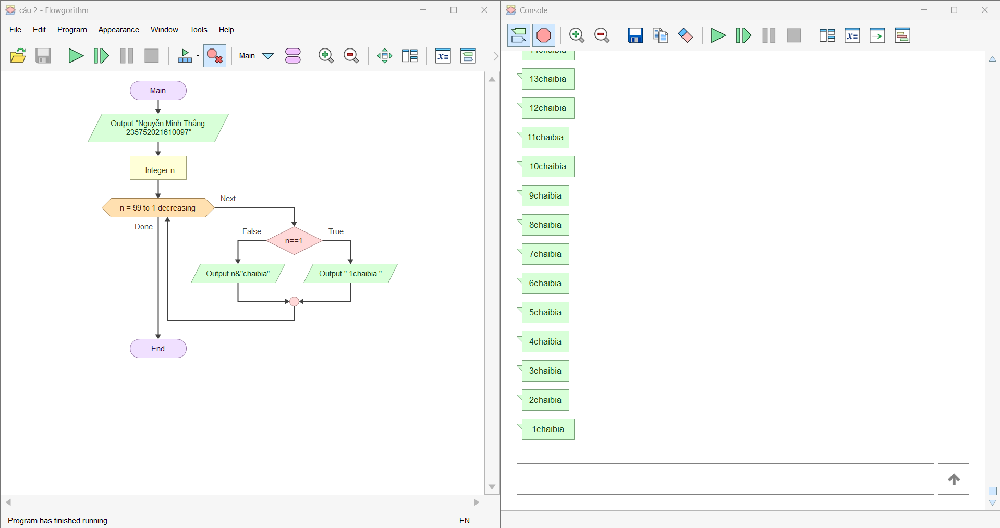 câu 2 - Flowgorithm
File Edit Program Appearance Window Tools Help
Main
Main
Output "Nguyễn Minh Thắng
235752021610097"
Integer n
n = 99 to 1 decreasing
Next
Done
False
True
n==1
Output n&"chaibia"
Output " 1chaibia "
End
Program has finished running.
EN
Console
x=
13chaibia
12chaibia
11chaibia
10chaibia
9chaibia
8chaibia
7chaibia
6chaibia
5chaibia
4chaibia
3chaibia
2chaibia
1chaibia